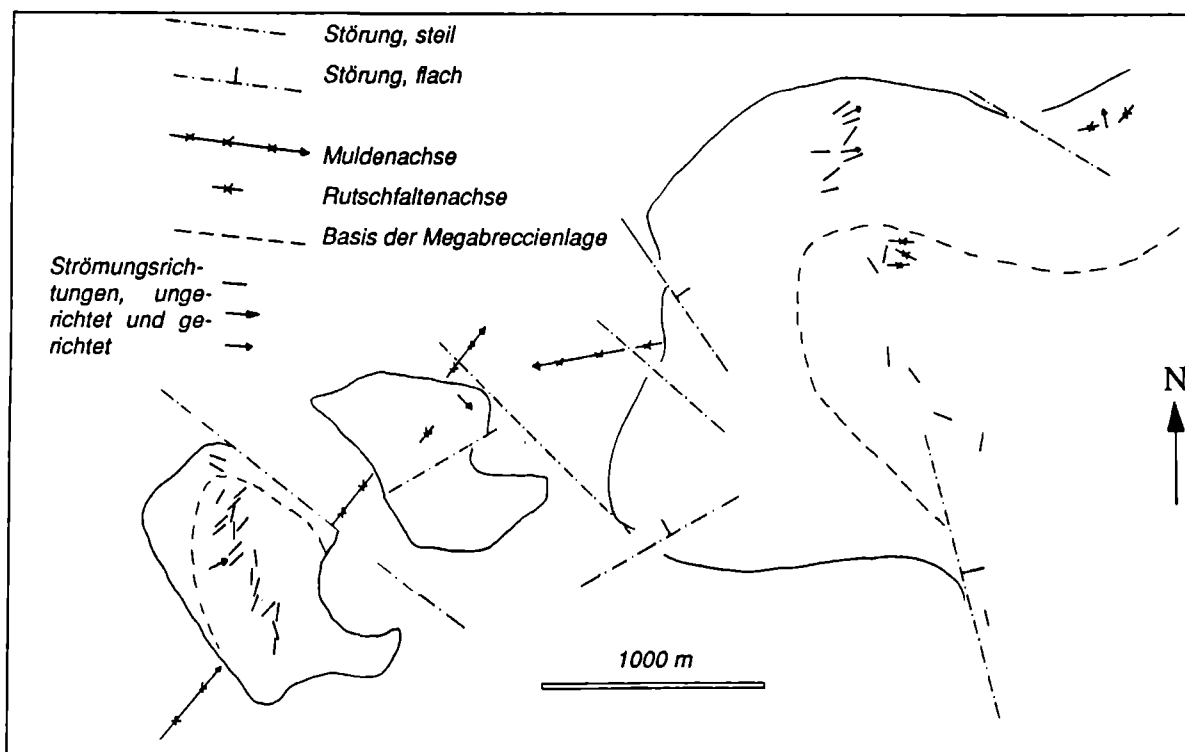 Störung, steil
Störung, flach
Muldenachse
Rutschfaltenachse
Basis der Megabreccienlage
Strömungsrich-
tungen, unge-
richtet und ge-
richtet
N
1000 m